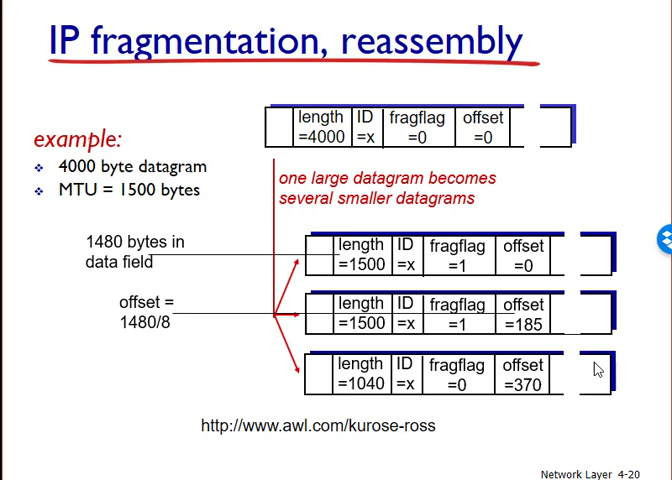 IP fragmentation, reassembly
example:
❖ 4000 byte datagram
❖ MTU = 1500 bytes
length ID fragflag offset
=4000 =x =0 =0
one large datagram becomes
several smaller datagrams
1480 bytes in
data field
length ID fragflag offset
=1500 =x =1 =0
offset =
1480/8
length ID fragflag offset
=1500 =x =1 =185
length ID fragflag offset
=1040 =x =0 =370
http://www.awl.com/kurose-ross
Network Layer 4-20